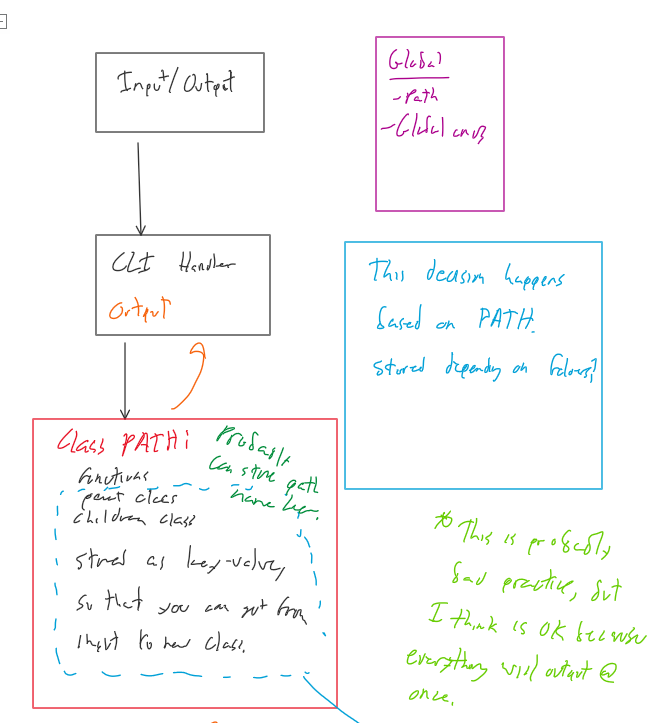 Input/Output
Global
-Path
-Global envs
CLI Handler
Output
This decision happens
based on PATH.
stored depending on
Class PATHi
Probably
can store path
name here.
functions
parent class
children class
stored as key-value,
so that you can get from
input to new class.
*This is probably
bad practice, but
I think is OK because
everything will output @
once.